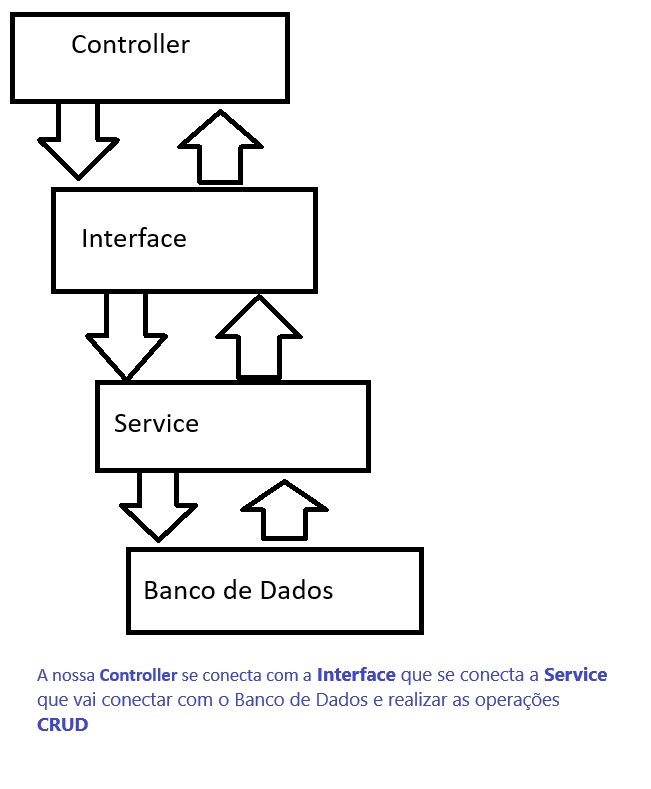 Controller
Interface
Service
Banco de Dados
A nossa Controller se conecta com a Interface que se conecta a Service
que vai conectar com o Banco de Dados e realizar as operações
CRUD